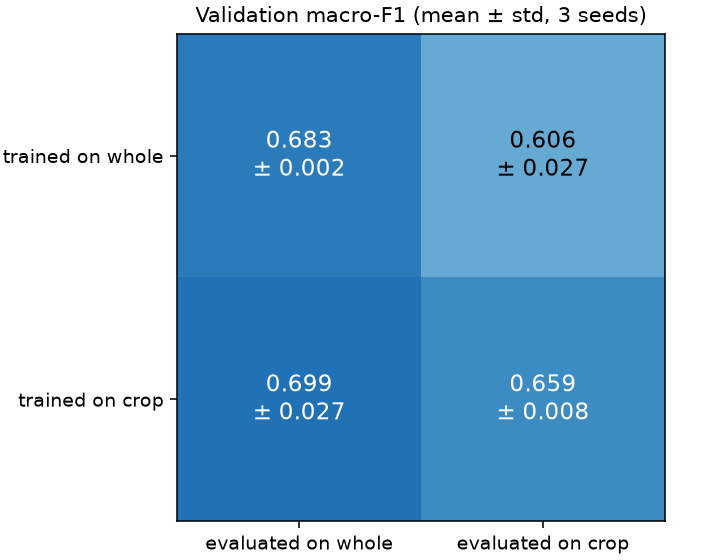 Validation macro-F1 (mean ± std, 3 seeds)
trained on whole
0.683
± 0.002
0.606
± 0.027
trained on crop
0.699
± 0.027
0.659
± 0.008
evaluated on whole
evaluated on crop